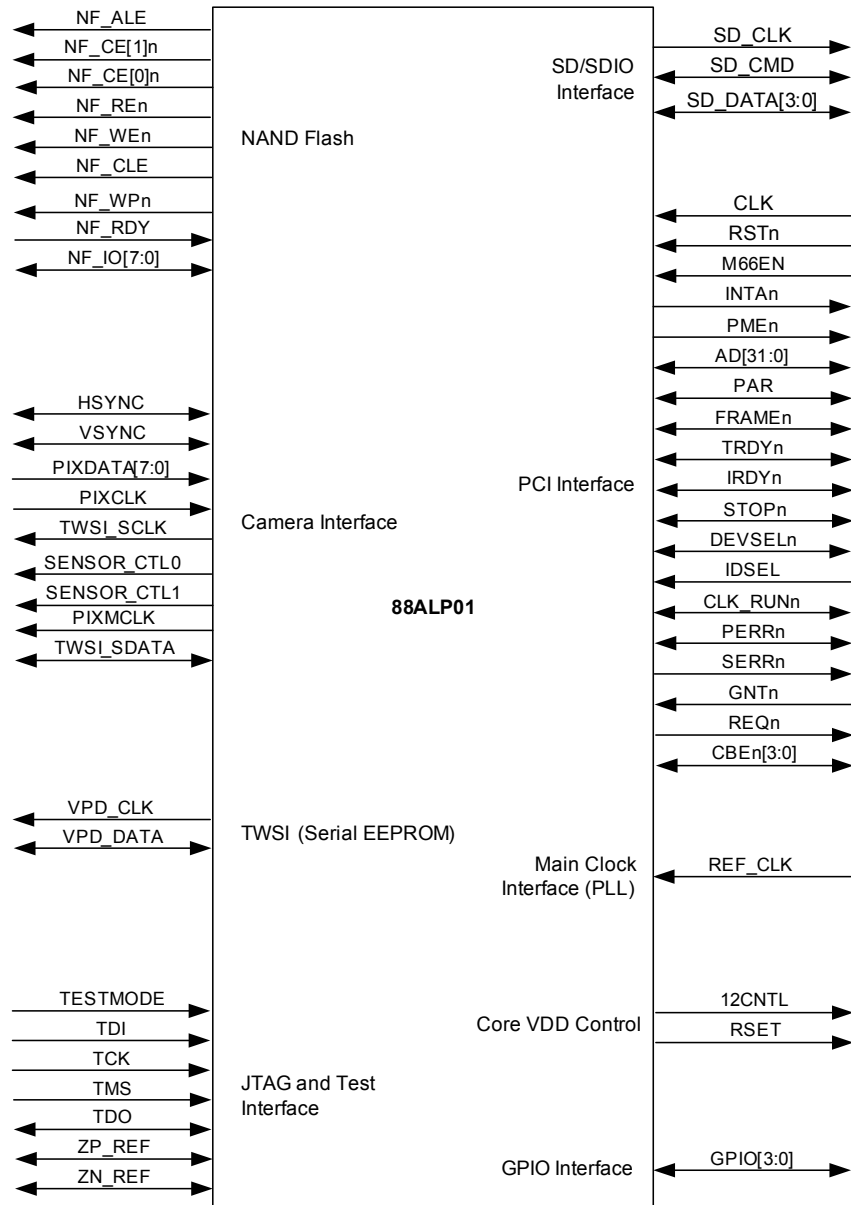 NF_ALE
NF_CE[1]n
NF_CE[0]n
NF_REn
NF_WEn
NF_CLE
NF_WPn
NF_RDY
NF_IO[7:0]
NAND Flash
HSYNC
VSYNC
PIXDATA[7:0]
PIXCLK
TWSI_SCLK
SENSOR_CTL0
SENSOR_CTL1
PIXMCLK
TWSI_SDATA
Camera Interface
VPD_CLK
VPD_DATA
TWSI (Serial EEPROM)
TESTMODE
TDI
TCK
TMS
TDO
ZP_REF
ZN_REF
JTAG and Test
Interface
88ALP01
SD/SDIO
Interface
SD_CLK
SD_CMD
SD_DATA[3:0]
PCI Interface
CLK
RSTn
M66EN
INTAn
PMEn
AD[31:0]
PAR
FRAMEn
TRDYn
IRDYn
STOPn
DEVSELn
IDSEL
CLK_RUNn
PERRn
SERRn
GNTn
REQn
CBEn[3:0]
Main Clock
Interface (PLL)
REF_CLK
Core VDD Control
12CNTL
RSET
GPIO Interface
GPIO[3:0]